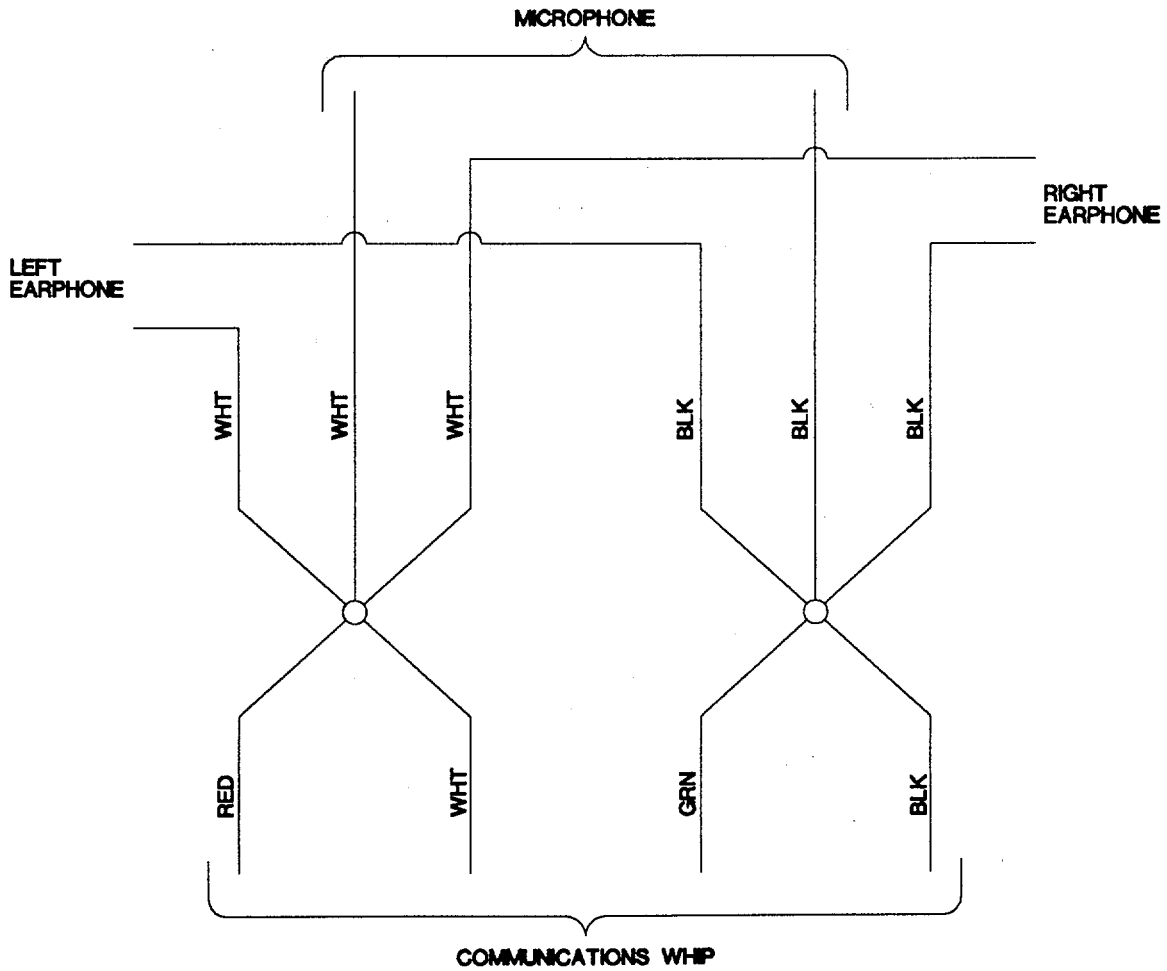 MICROPHONE
RIGHT
EARPHONE
LEFT
EARPHONE
WHT
WHT
WHT
BLK
BLK
BLK
RED
WHT
GRN
BLK
COMMUNICATIONS WHIP